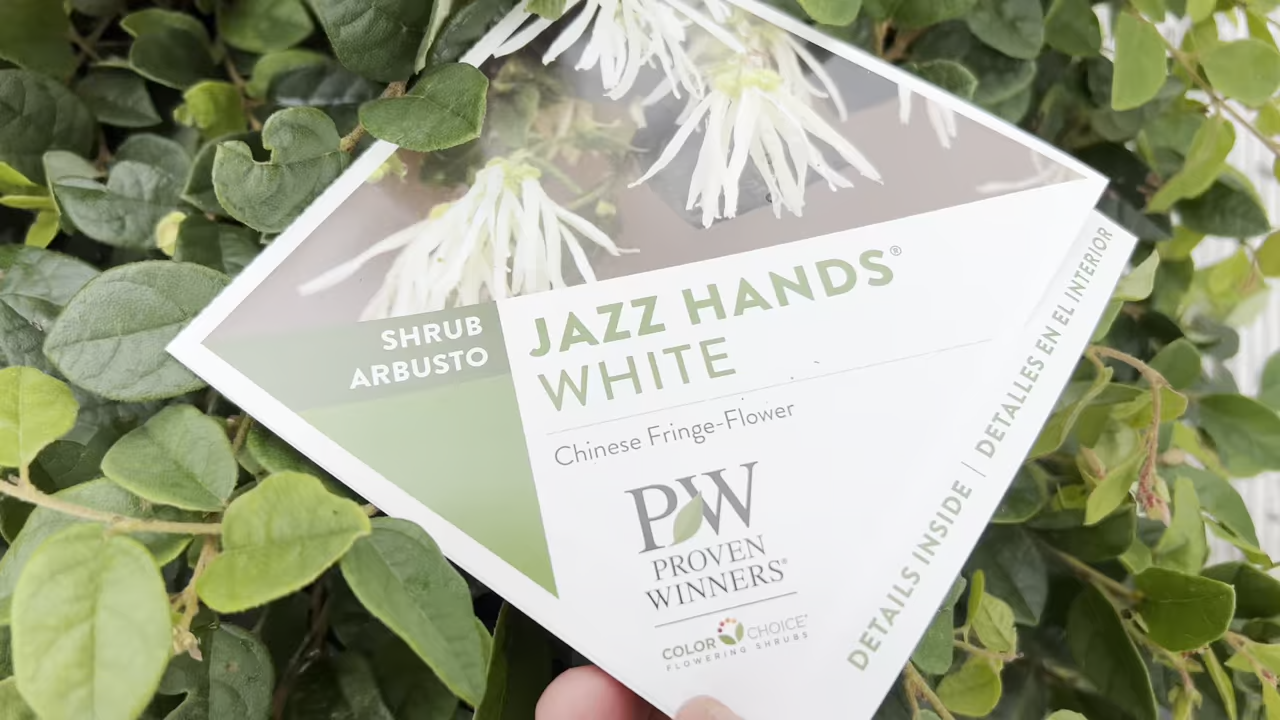 SHRUB
ARBUSTO
JAZZ HANDS®
WHITE
Chinese Fringe-Flower
PW
PROVEN
WINNERS®
COLOR CHOICE®
FLOWERING SHRUBS
DETAILS INSIDE | DETALLES EN EL INTERIOR